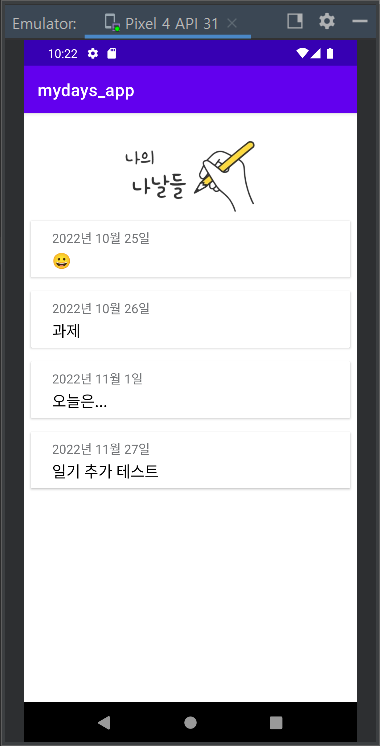 Emulator: Pixel 4 API 31
10:22
mydays_app
나의
나날들
2022년 10월 25일
😀
2022년 10월 26일
과제
2022년 11월 1일
오늘은...
2022년 11월 27일
일기 추가 테스트